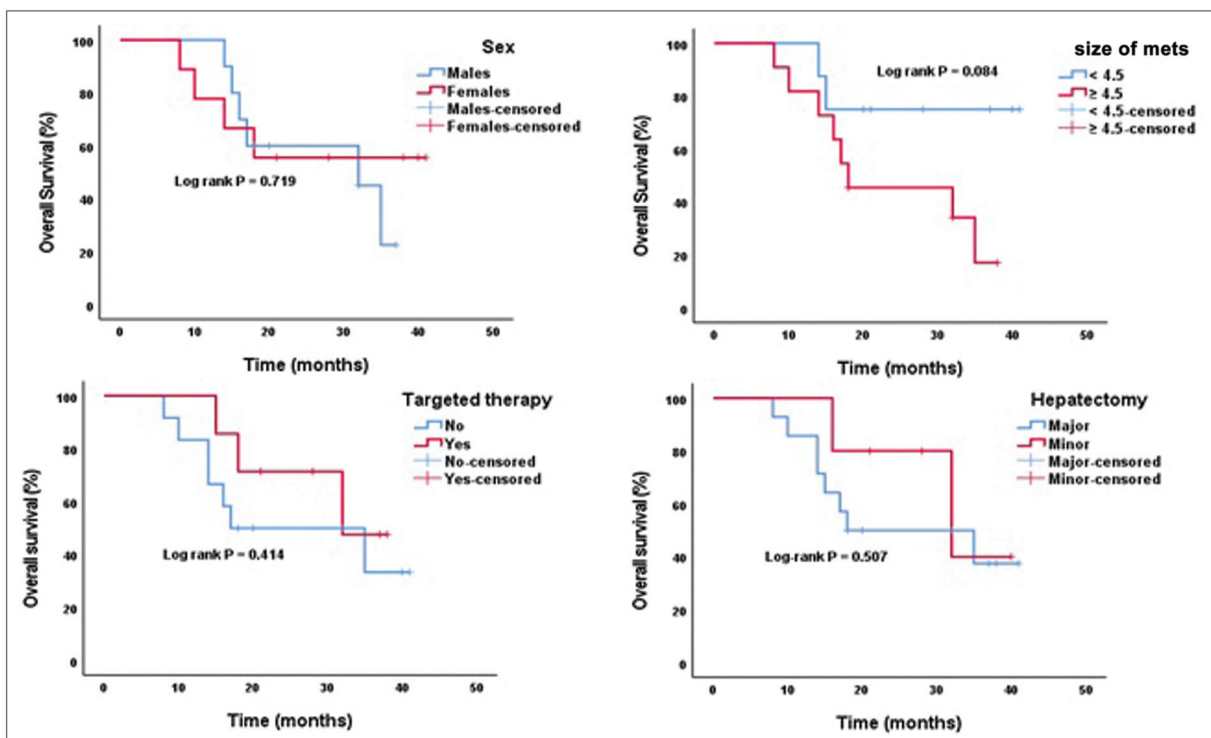 Sex
Males
Females
Males-censored
Females-censored
Log rank P = 0.719
Overall Survival (%)
100
80
60
40
20
0
0 10 20 30 40 50
Time (months)
size of mets
< 4.5
≥ 4.5
< 4.5-censored
≥ 4.5-censored
Log rank P = 0.084
Overall Survival (%)
100
80
60
40
20
0
0 10 20 30 40 50
Time (months)
Targeted therapy
No
Yes
No-censored
Yes-censored
Log rank P = 0.414
Overall survival (%)
100
80
60
40
20
0
0 10 20 30 40 50
Time (months)
Hepatectomy
Major
Minor
Major-censored
Minor-censored
Log-rank P = 0.507
Overall survival (%)
100
80
60
40
20
0
0 10 20 30 40 50
Time (months)